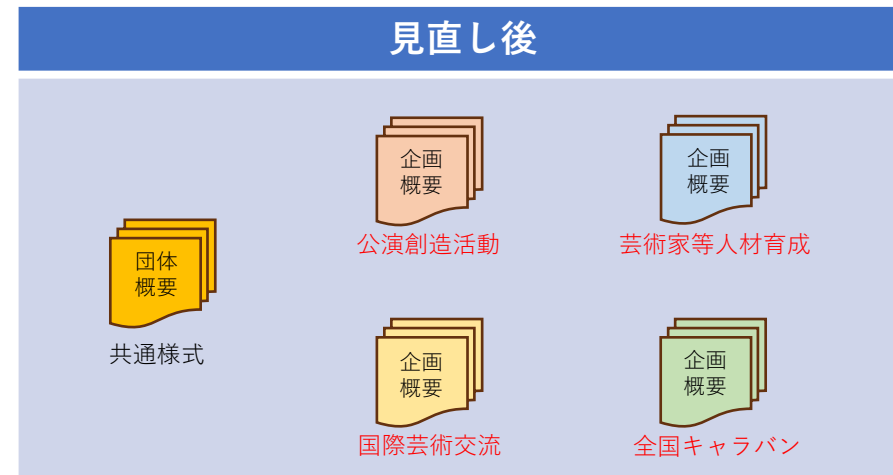 見直し後
企画
概要
公演創造活動
企画
概要
芸術家等人材育成
団体
概要
共通様式
企画
概要
国際芸術交流
企画
概要
全国キャラバン